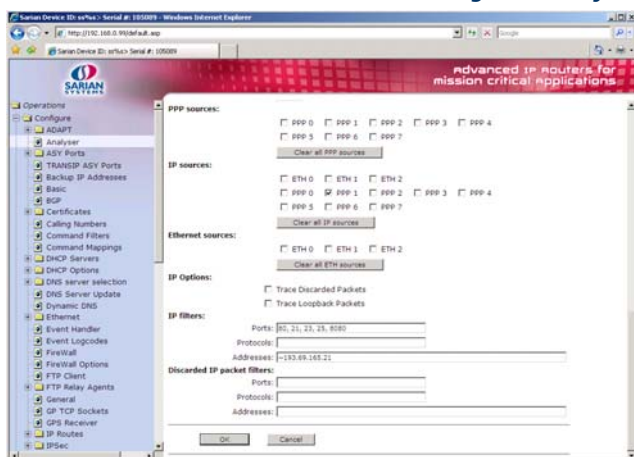 Sarian Device ID: ss%s> Serial #: 105009 - Windows Internet Explorer
http://192.168.0.99/default.asp
Google
Sarian Device ID: ss%s> Serial #: 105009
SARIAN
SYSTEMS
Advanced IP Routers for
mission critical Applications
Operations
Configure
ADAPT
Analyser
ASY Ports
TRANSIP ASY Ports
Backup IP Addresses
Basic
BGP
Certificates
Calling Numbers
Command Filters
Command Mappings
DHCP Servers
DHCP Options
DNS server selection
DNS Server Update
Dynamic DNS
Ethernet
Event Handler
Event Logcodes
FireWall
FireWall Options
FTP Client
FTP Relay Agents
General
GP TCP Sockets
GPS Receiver
IP Routes
IPSec
PPP sources:
PPP 0 PPP 1 PPP 2 PPP 3 PPP 4
PPP 5 PPP 6 PPP 7
Clear all PPP sources
IP sources:
ETH 0 ETH 1 ETH 2
PPP 0 PPP 1 PPP 2 PPP 3 PPP 4
PPP 5 PPP 6 PPP 7
Clear all IP sources
Ethernet sources:
ETH 0 ETH 1 ETH 2
Clear all ETH sources
IP Options:
Trace Discarded Packets
Trace Loopback Packets
IP filters:
Ports: 80, 21, 23, 25, 8080
Protocols:
Addresses: ~193.69.165.21
Discarded IP packet filters:
Ports:
Protocols:
Addresses:
OK Cancel